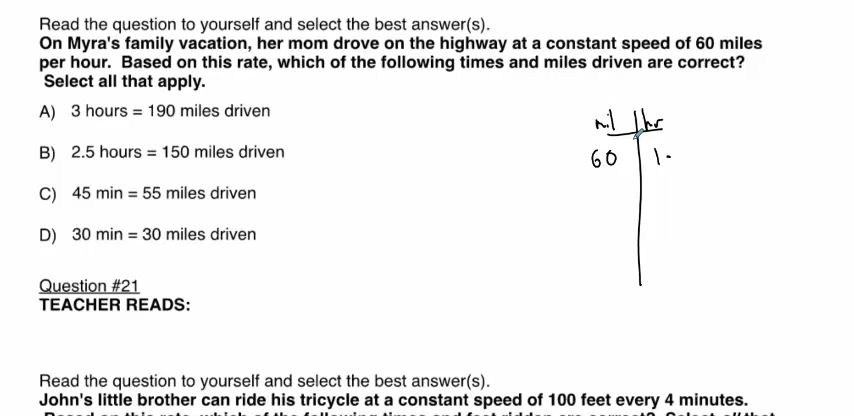 Read the question to yourself and select the best answer(s).
On Myra's family vacation, her mom drove on the highway at a constant speed of 60 miles
per hour.  Based on this rate, which of the following times and miles driven are correct?
Select all that apply.
A) 3 hours = 190 miles driven
mil hr
B) 2.5 hours = 150 miles driven
60 1.
C) 45 min = 55 miles driven
D) 30 min = 30 miles driven
Question #21
TEACHER READS:
Read the question to yourself and select the best answer(s).
John's little brother can ride his tricycle at a constant speed of 100 feet every 4 minutes.